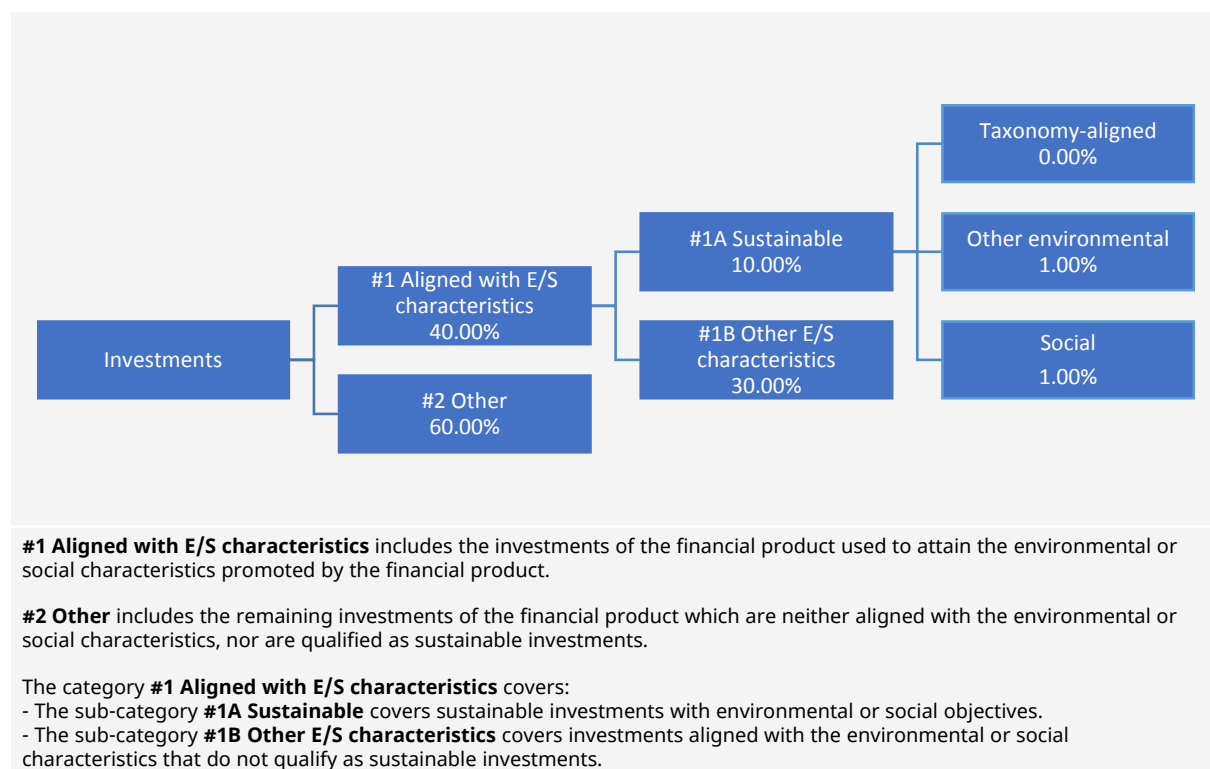 Taxonomy-aligned
0.00%
#1A Sustainable
10.00%
Other environmental
1.00%
#1 Aligned with E/S
characteristics
40.00%
Investments
#1B Other E/S
characteristics
30.00%
Social
1.00%
#2 Other
60.00%
#1 Aligned with E/S characteristics includes the investments of the financial product used to attain the environmental or
social characteristics promoted by the financial product.
#2 Other includes the remaining investments of the financial product which are neither aligned with the environmental or
social characteristics, nor are qualified as sustainable investments.
The category #1 Aligned with E/S characteristics covers:
- The sub-category #1A Sustainable covers sustainable investments with environmental or social objectives.
- The sub-category #1B Other E/S characteristics covers investments aligned with the environmental or social
characteristics that do not qualify as sustainable investments.